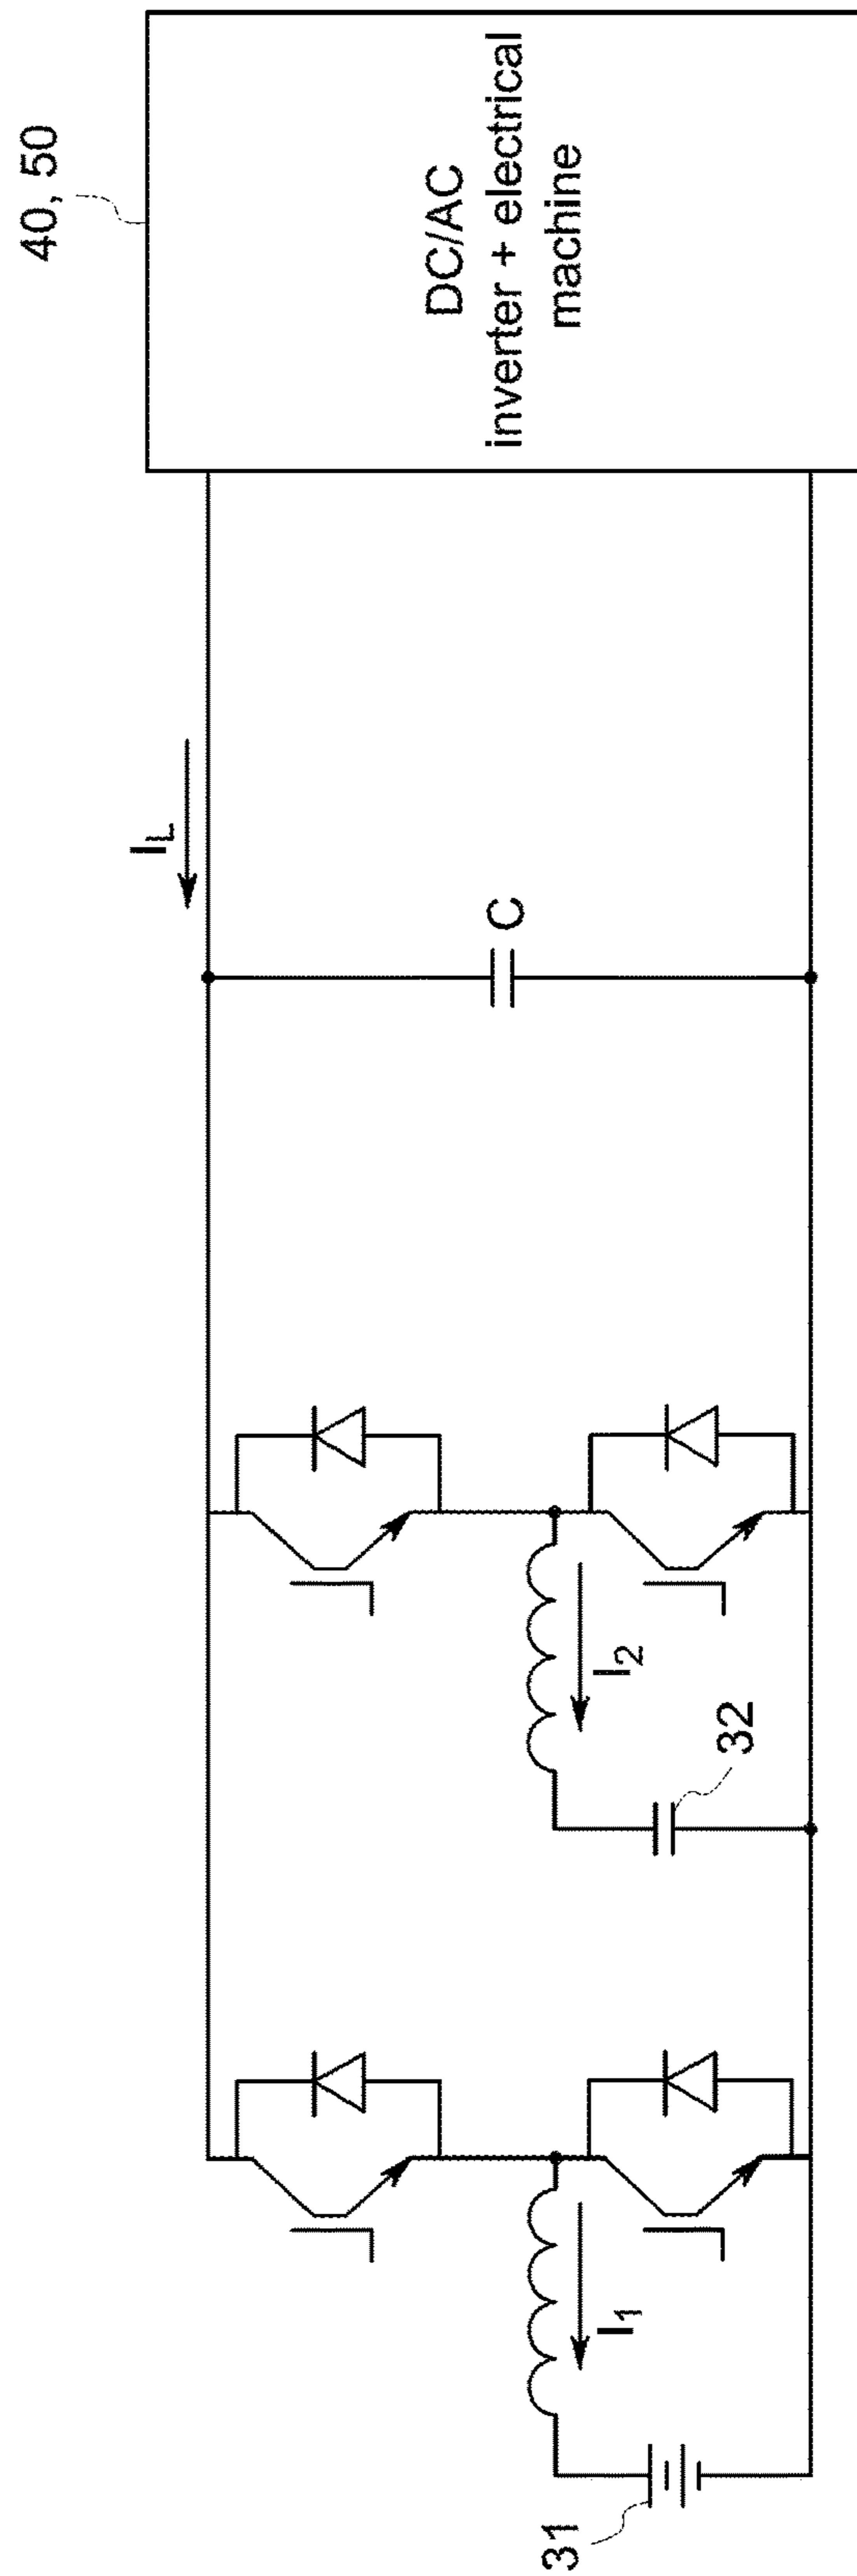 40, 50
DC/AC
inverter + electrical
machine
I_L
C
I_2
32
I_1
31